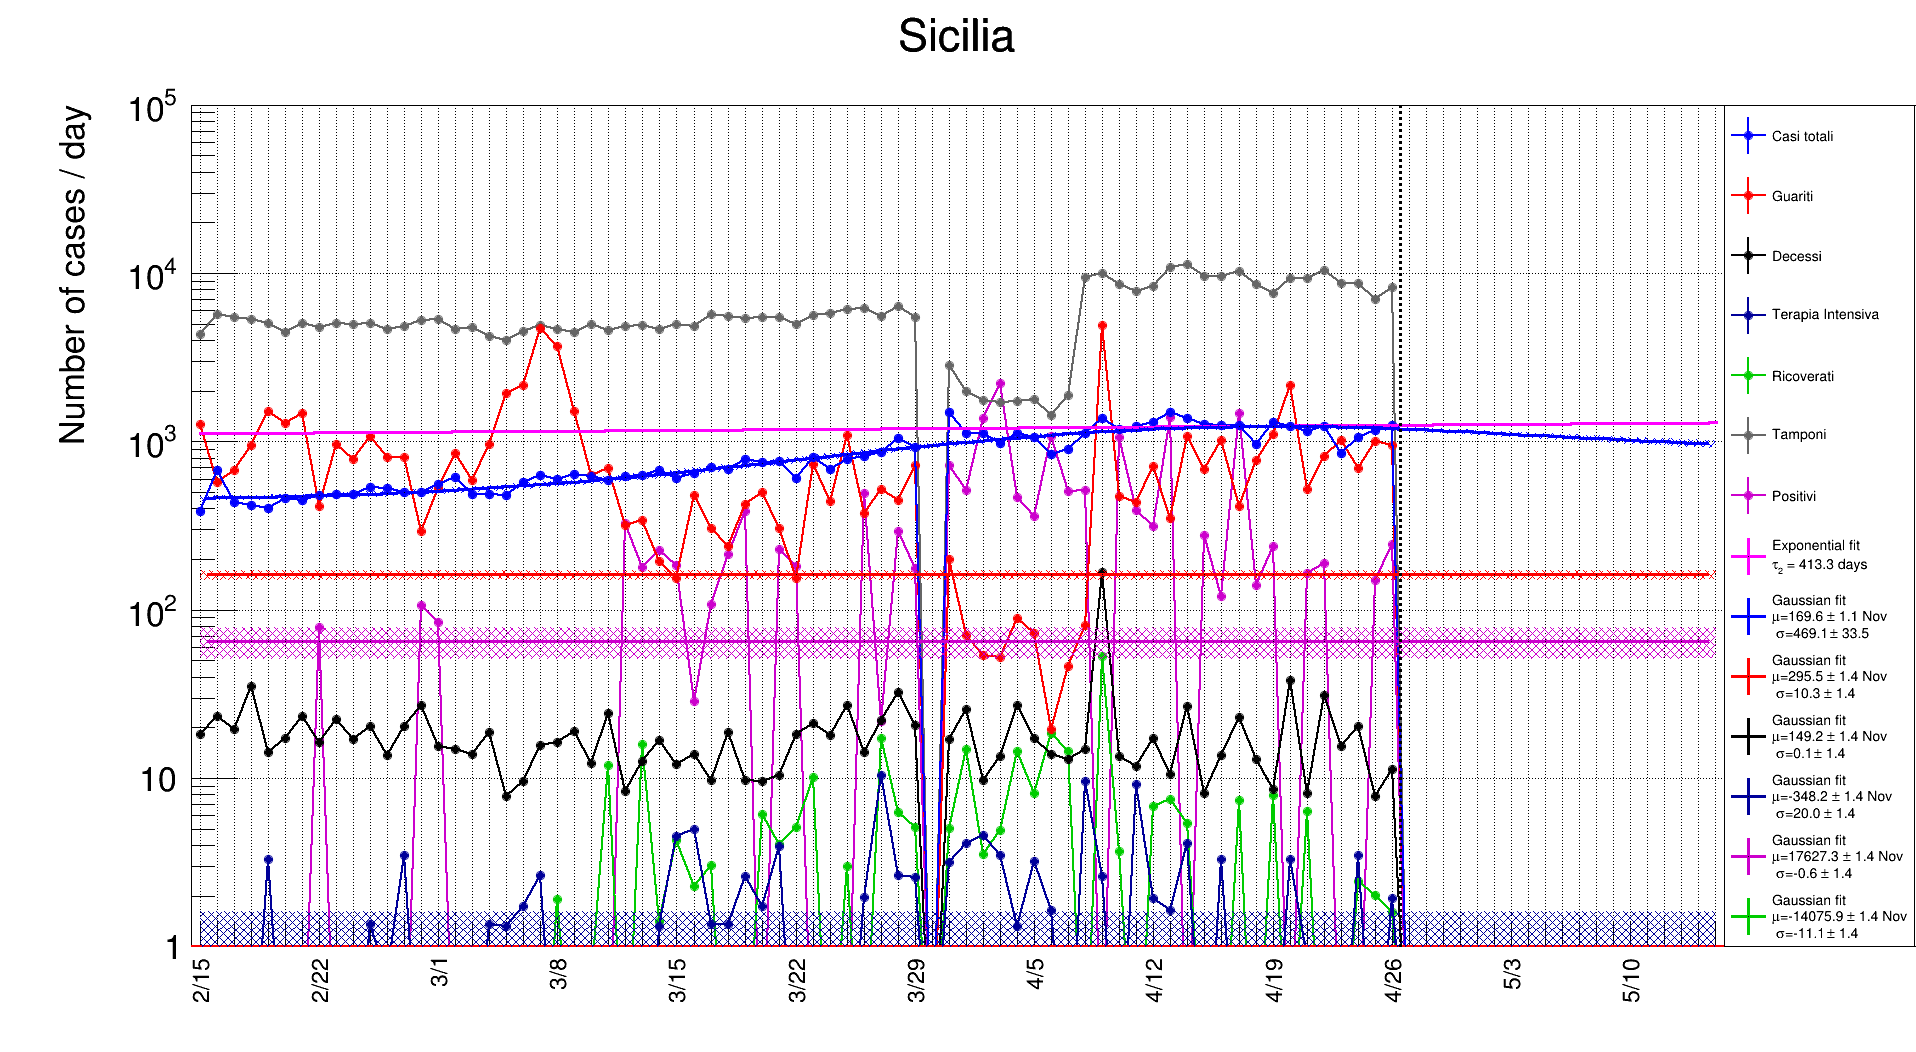 Sicilia
Number of cases / day
10^5
10^4
10^3
10^2
10
1
2/15
2/22
3/1
3/8
3/15
3/22
3/29
4/5
4/12
4/19
4/26
5/3
5/10
Casi totali
Guariti
Decessi
Terapia Intensiva
Ricoverati
Tamponi
Positivi
Exponential fit
τ₂ = 413.3 days
Gaussian fit
μ=169.6 ± 1.1 Nov
σ=469.1 ± 33.5
Gaussian fit
μ=295.5 ± 1.4 Nov
σ=10.3 ± 1.4
Gaussian fit
μ=149.2 ± 1.4 Nov
σ=0.1 ± 1.4
Gaussian fit
μ=-348.2 ± 1.4 Nov
σ=20.0 ± 1.4
Gaussian fit
μ=17627.3 ± 1.4 Nov
σ=-0.6 ± 1.4
Gaussian fit
μ=-14075.9 ± 1.4 Nov
σ=-11.1 ± 1.4